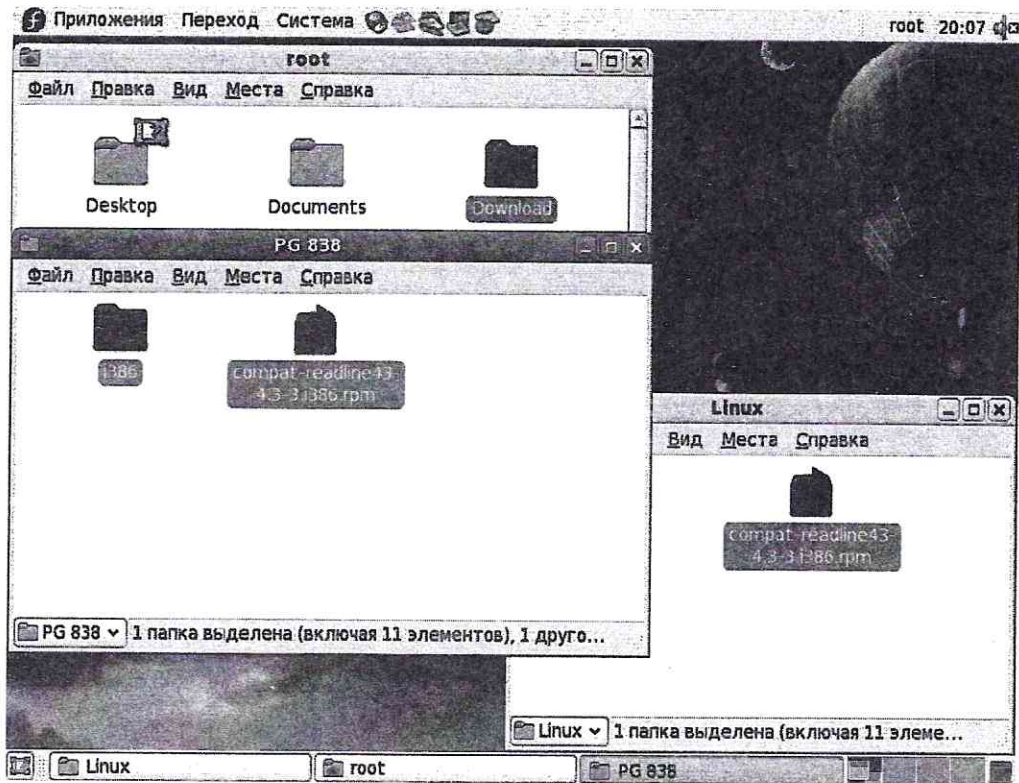 Приложения Переход Система root 20:07
root
Файл Правка Вид Места Справка
Desktop Documents Download
PG 838
Файл Правка Вид Места Справка
i386 compat-readline43-
4.3-3.i386.rpm
PG 838 1 папка выделена (включая 11 элементов), 1 друго...
Linux
Вид Места Справка
compat-readline43-
4.3-3.i386.rpm
Linux 1 папка выделена (включая 11 элеме...
Linux root PG 838